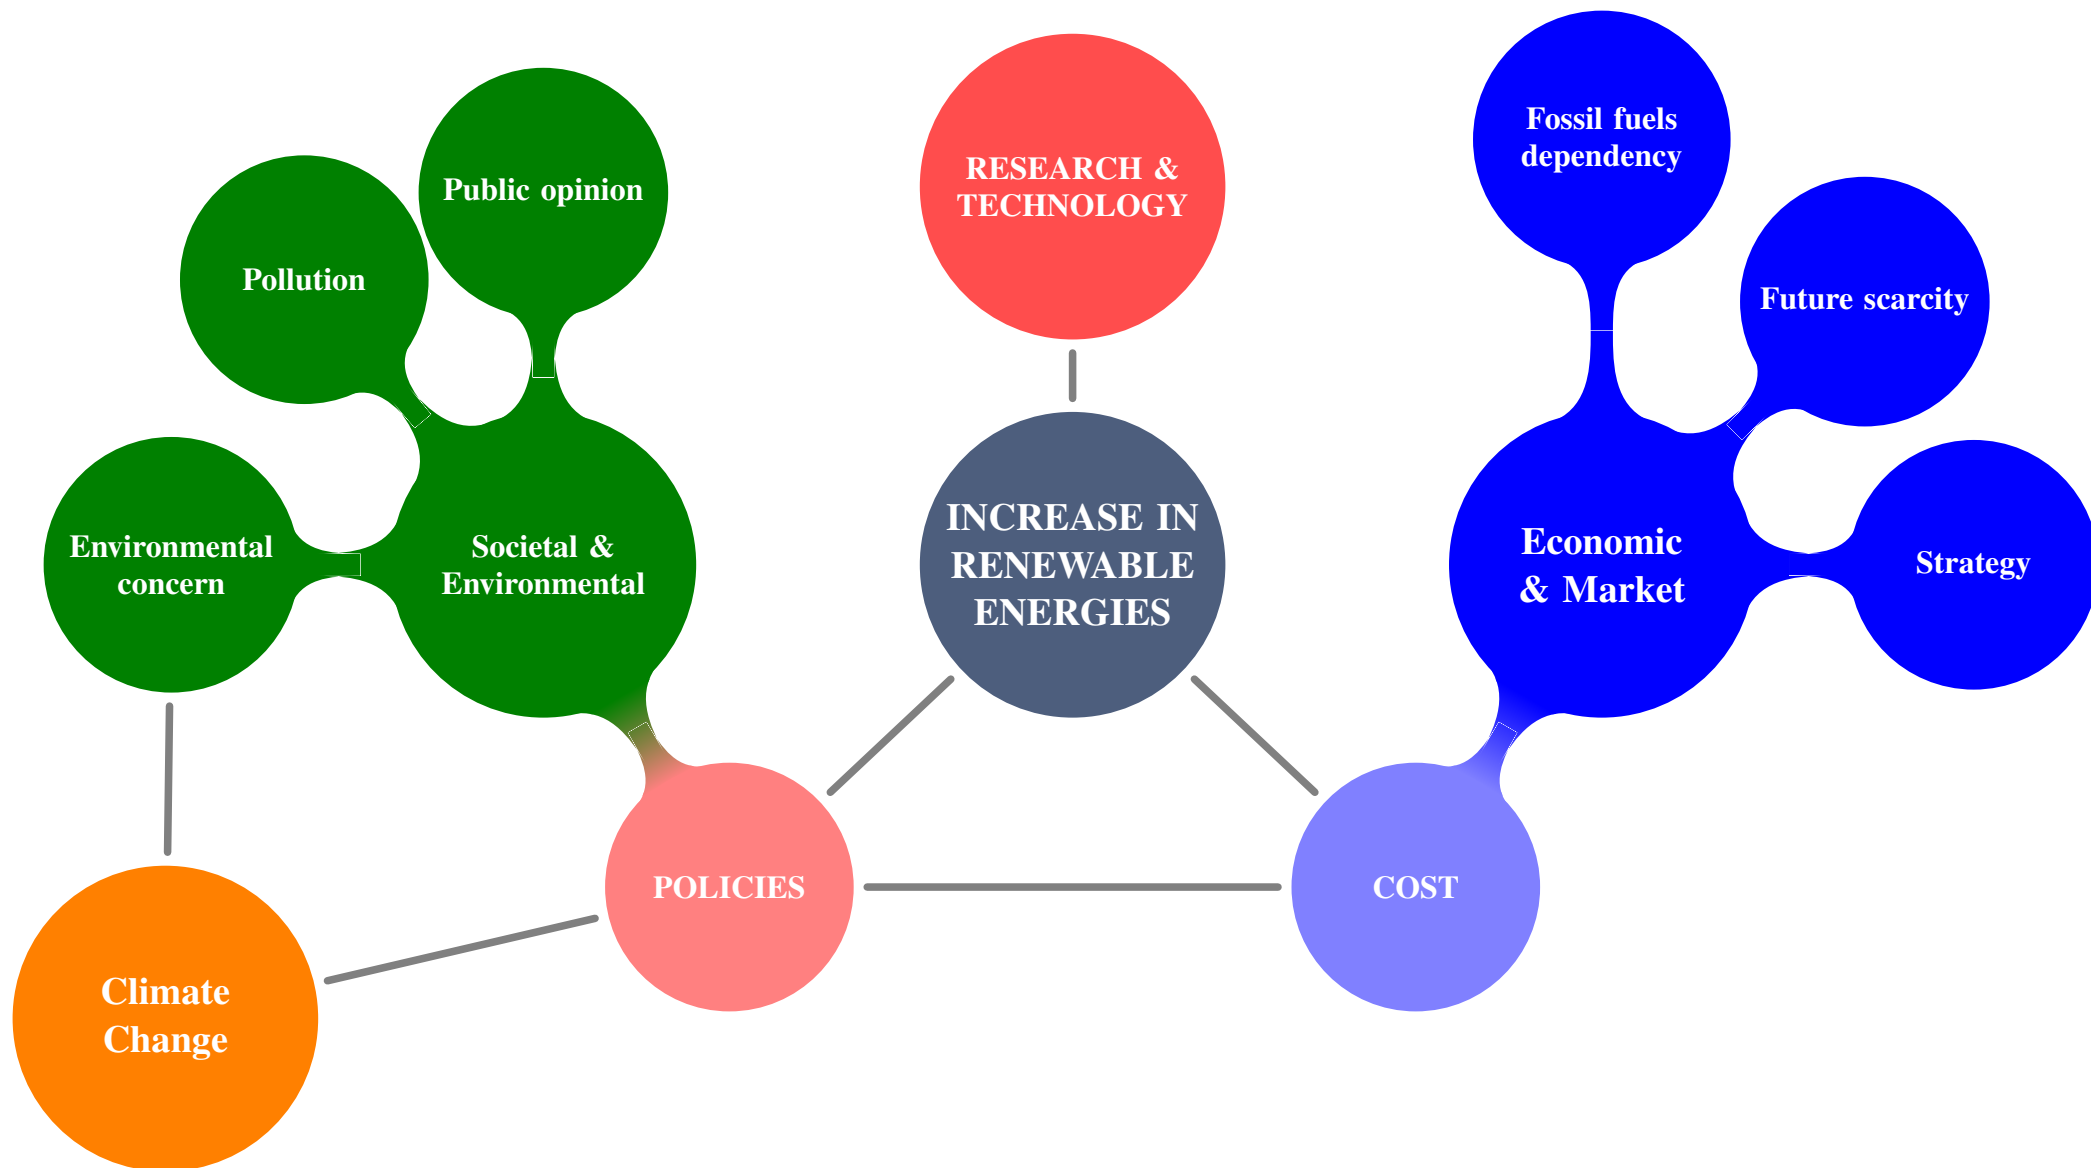 Fossil fuels
dependency
RESEARCH &
TECHNOLOGY
Public opinion
Pollution
Future scarcity
INCREASE IN
RENEWABLE
ENERGIES
Environmental
concern
Societal &
Environmental
Economic
& Market
Strategy
POLICIES
COST
Climate
Change